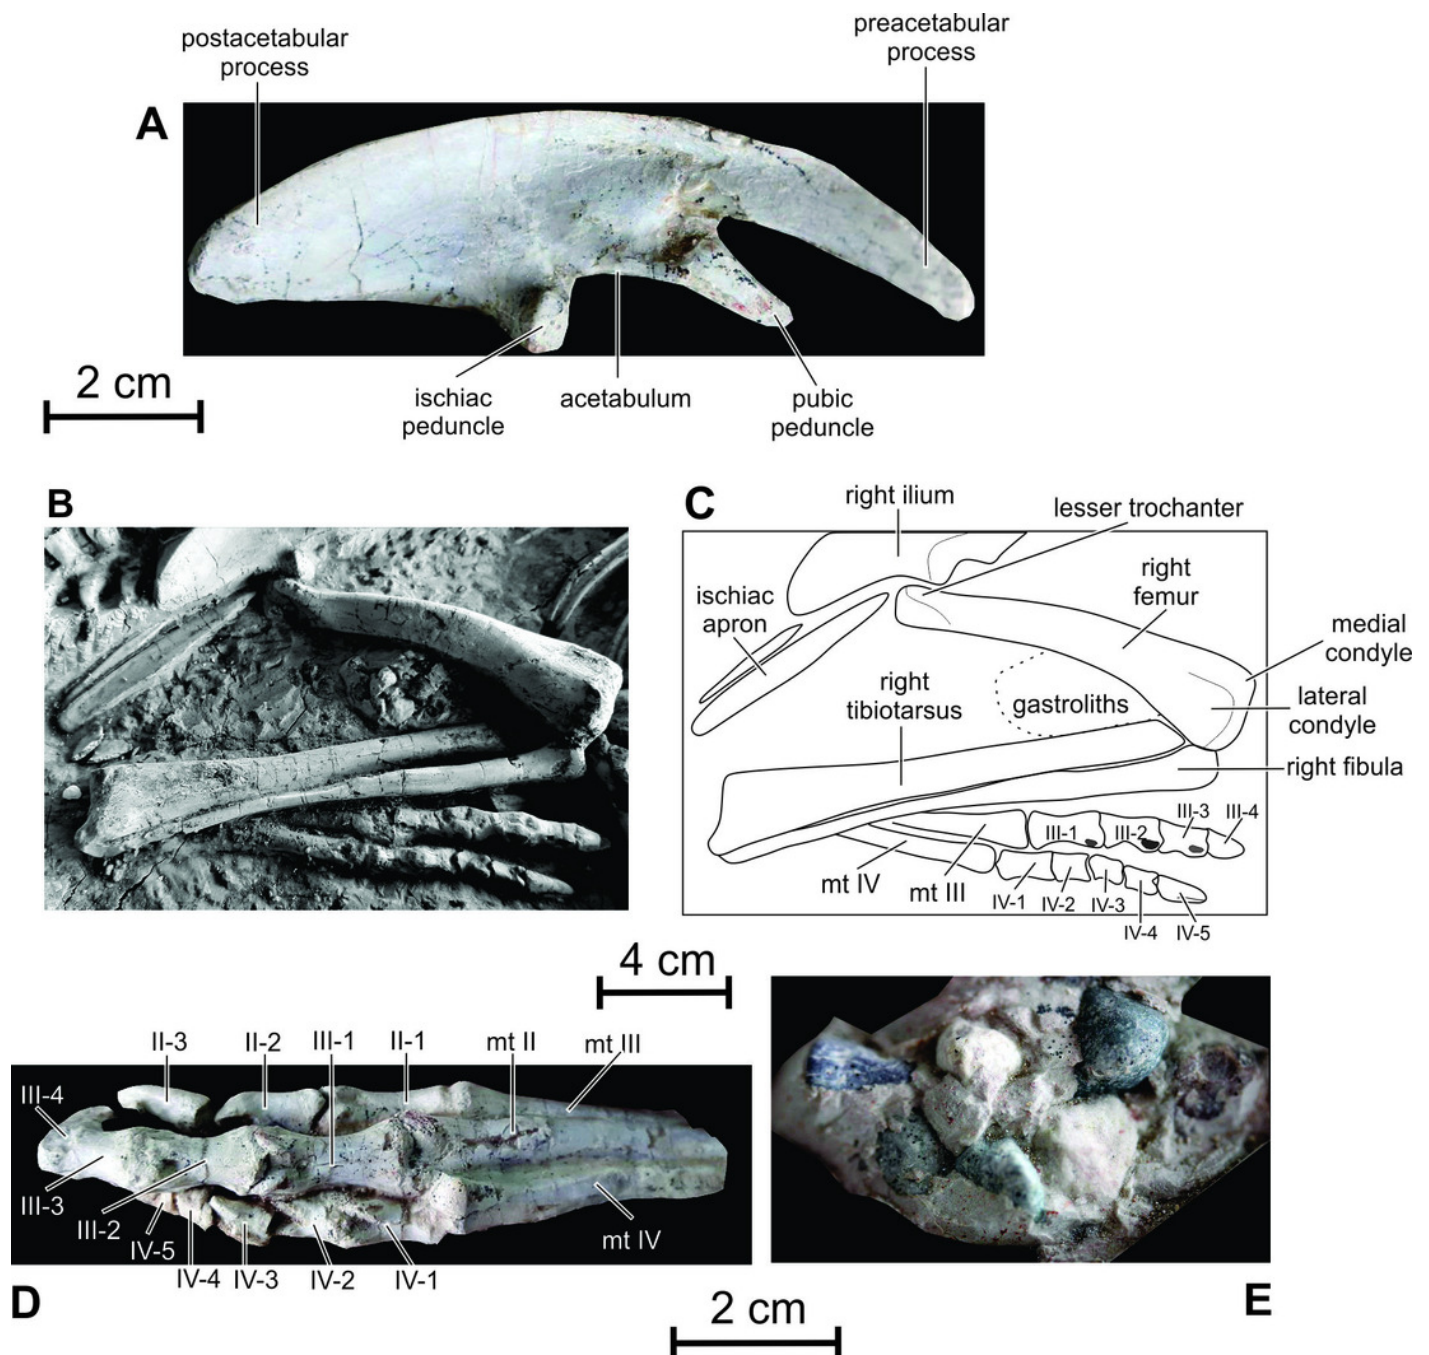 postacetabular
process
preacetabular
process
A
2 cm
ischiac
peduncle
acetabulum
pubic
peduncle
B
C
right ilium
lesser trochanter
ischiac
apron
right
femur
medial
condyle
right
tibiotarsus
gastroliths
lateral
condyle
right fibula
III-1
III-2
III-3
III-4
mt IV
mt III
IV-1
IV-2
IV-3
IV-4
IV-5
4 cm
II-3
II-2
III-1
II-1
mt II
mt III
III-4
III-3
III-2
IV-5
IV-4
IV-3
IV-2
IV-1
mt IV
D
E
2 cm